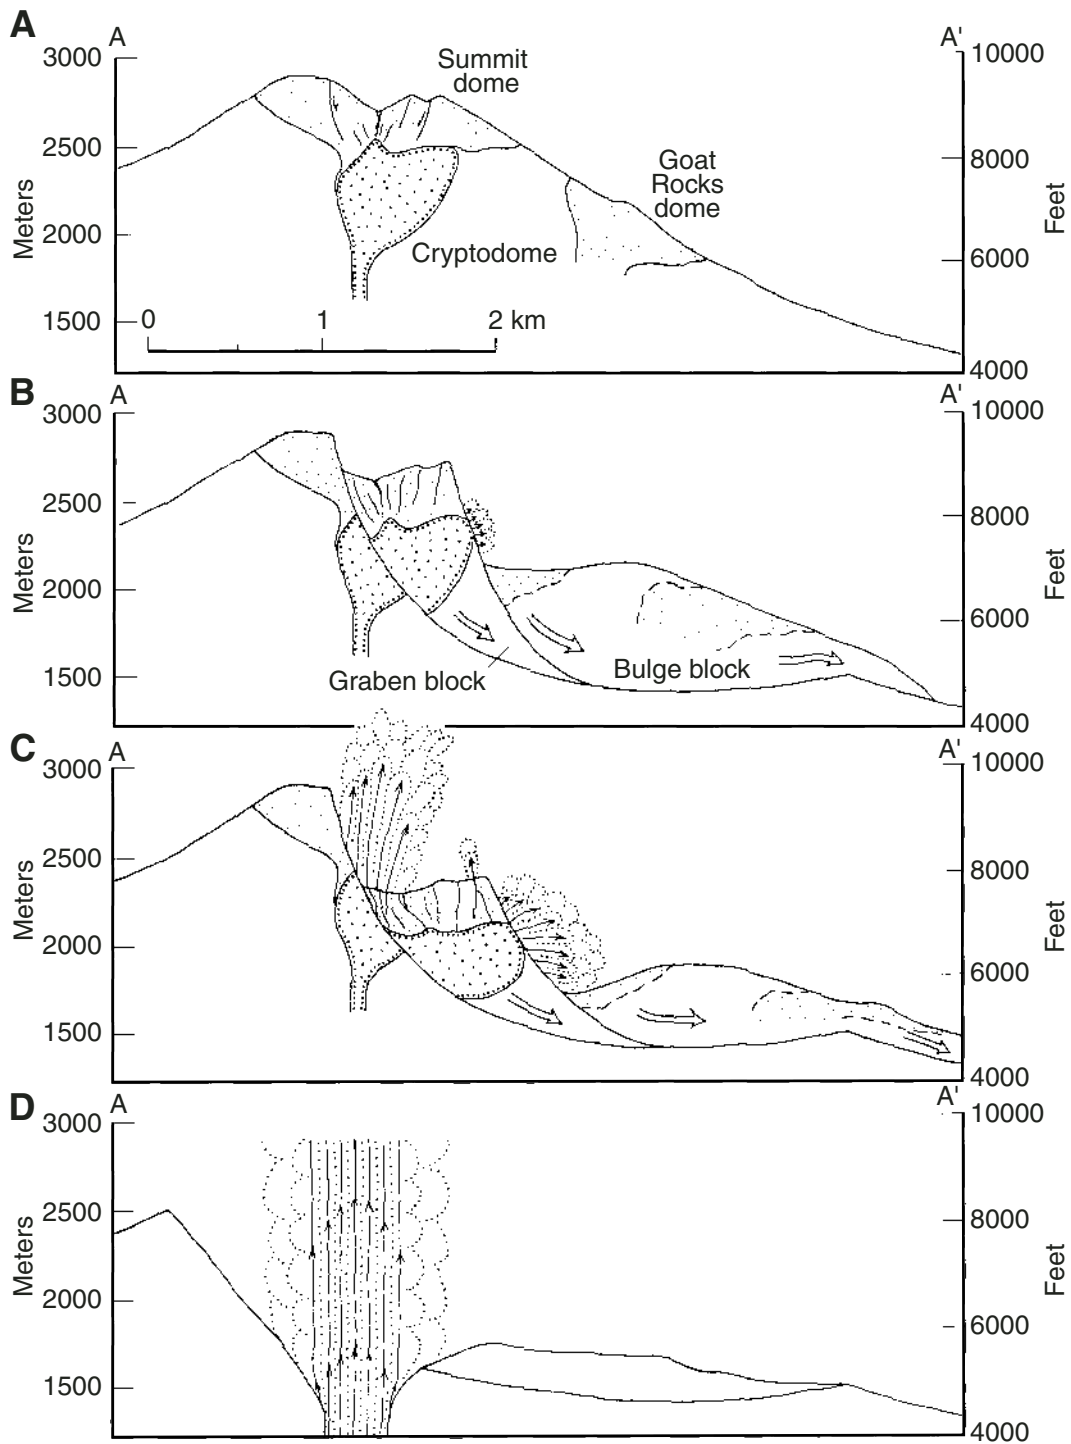 A
A
A'
3000
10000
Summit
dome
2500
8000
Goat
Rocks
dome
Meters
Feet
2000
Cryptodome
6000
1500
0
1
2 km
4000
B
A
A'
3000
10000
2500
8000
Meters
Feet
2000
6000
Bulge block
1500
Graben block
4000
C
A
A'
3000
10000
2500
8000
Meters
Feet
2000
6000
1500
4000
D
A
A'
3000
10000
2500
8000
Meters
Feet
2000
6000
1500
4000